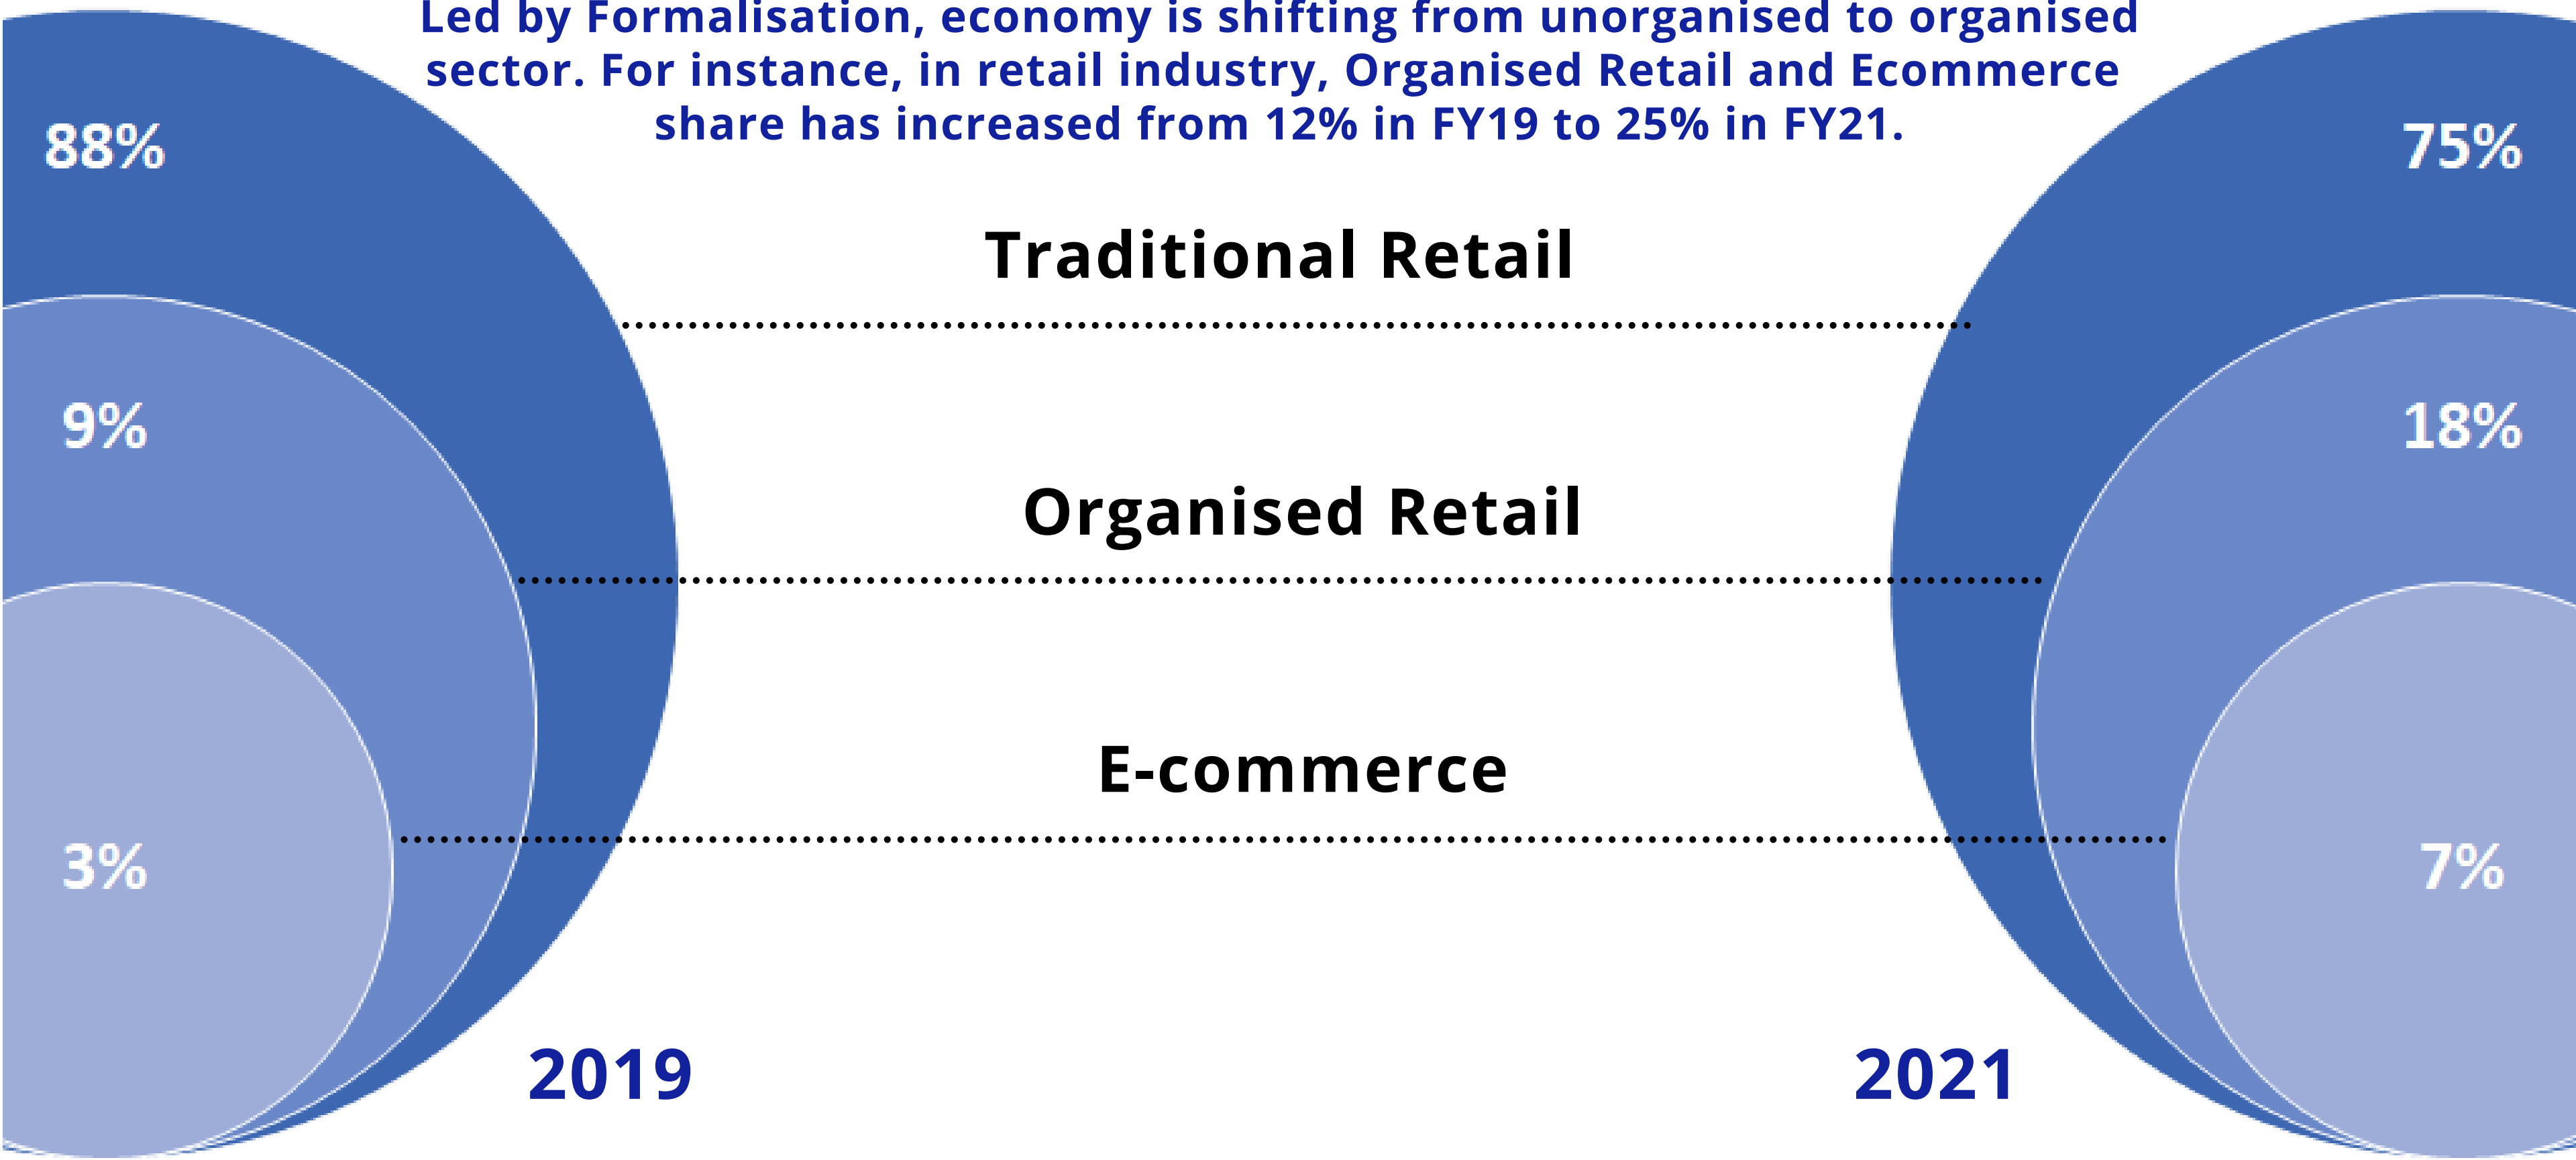 Led by Formalisation, economy is shifting from unorganised to organised
sector. For instance, in retail industry, Organised Retail and Ecommerce
share has increased from 12% in FY19 to 25% in FY21.
88%
75%
Traditional Retail
9%
18%
Organised Retail
E-commerce
3%
7%
2019
2021